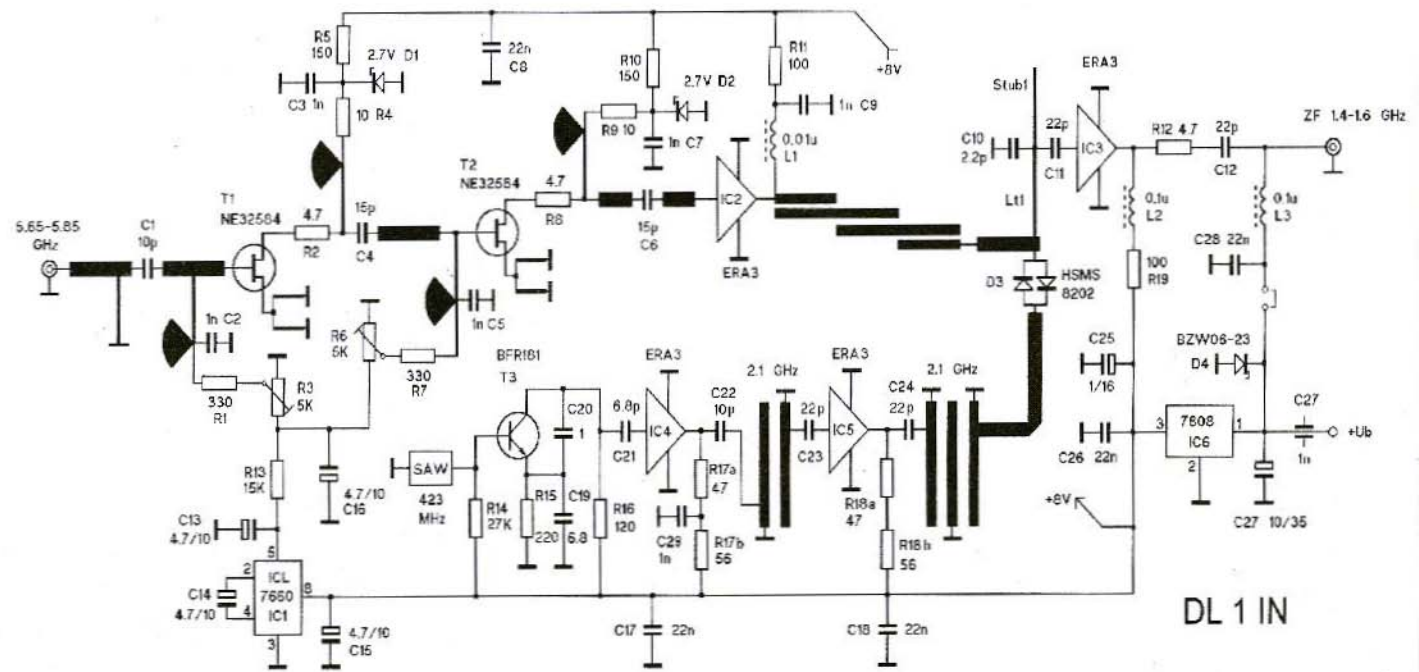 R5
150
2.7V D1
C3 1n
10 R4
22n
C8
R10
150
2.7V D2
R9 10
1n C7
R11
100
+8V
1n C9
0.01u
L1
Stub1
ERA3
C10
2.2p
22p
C11
IC3
R12 4.7
22p
C12
ZF 1.4-1.6 GHz
T1
NE32584
4.7
R2
15p
C4
T2
NE32584
4.7
R8
15p
C6
IC2
ERA3
Lt1
0.1u
L2
0.1u
L3
C28 22n
100
R19
5.65-5.85
GHz
C1
10p
1n C2
330
R1
R3
5K
R6
5K
330
R7
1n C5
D3
HSMS
8202
C25
1/16
BZW06-23
D4
BFR181
T3
ERA3
2.1 GHz
ERA3
2.1 GHz
SAW
423
MHz
C20
1
6.8p
C21
IC4
C22
10p
22p
C23
IC5
C24
22p
R13
15K
4.7/10
C16
R14
27K
R15
220
C19
6.8
R16
120
R17a
47
C29
1n
R17b
56
R18a
47
R18b
56
C26
22n
3
7808
IC6
1
2
C27
1n
+Ub
C27 10/35
+8V
C13
4.7/10
5
2
ICL
7660
IC1
8
4
3
C14
4.7/10
4.7/10
C15
C17
22n
C18
22n
DL 1 IN